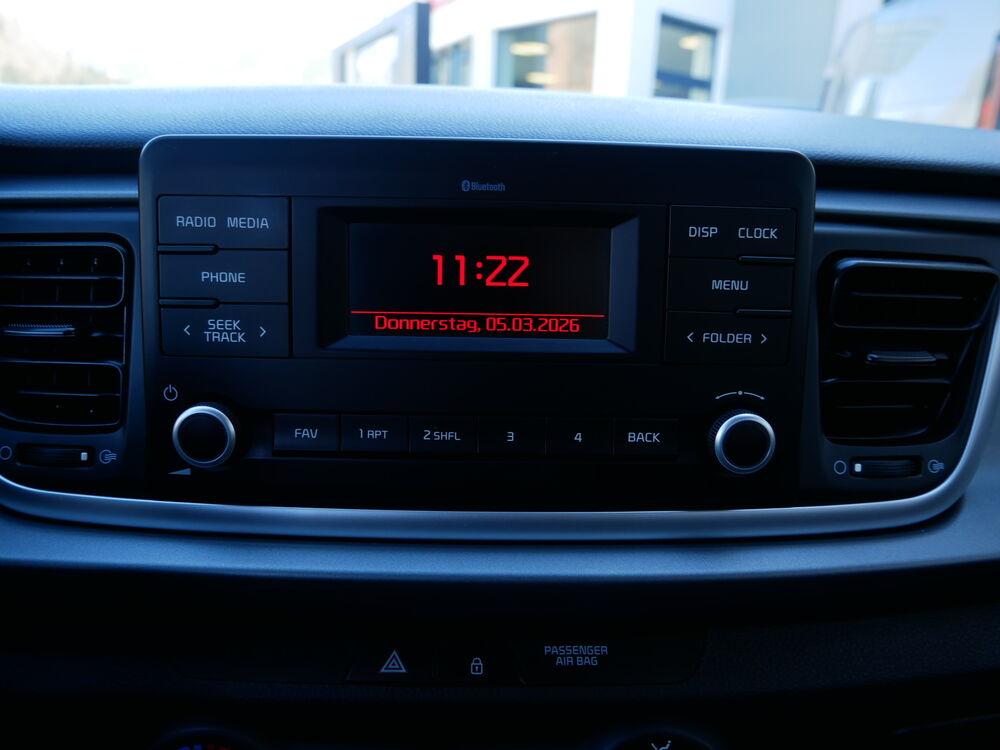 Bluetooth
RADIO MEDIA
DISP CLOCK
PHONE
11:22
MENU
SEEK
TRACK
Donnerstag, 05.03.2026
FOLDER
FAV
1 RPT
2 SHFL
3
4
BACK
PASSENGER
AIR BAG